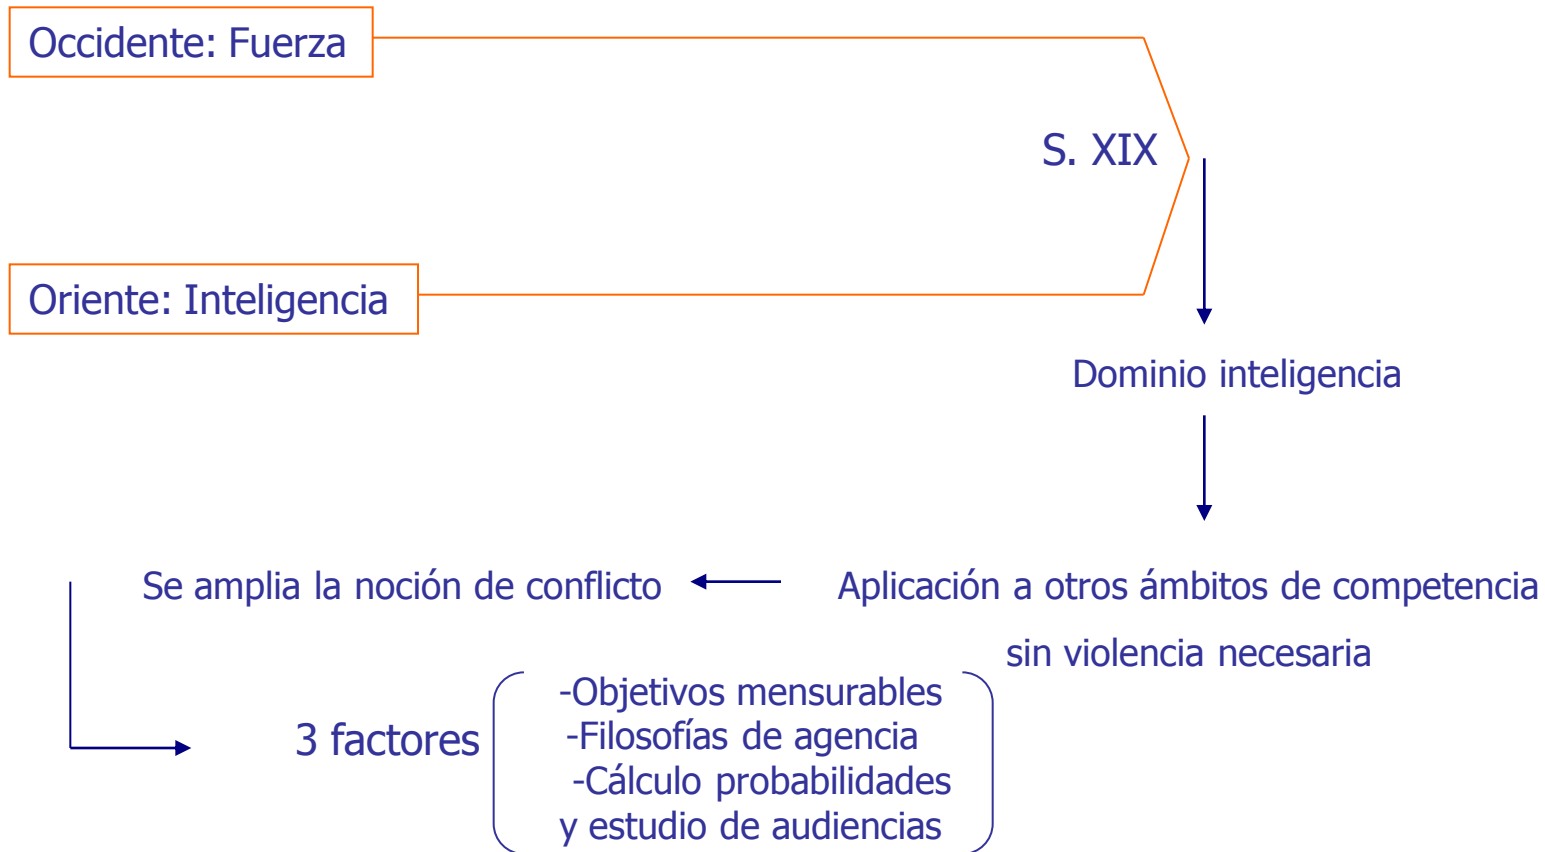 Occidente: Fuerza
S. XIX
Oriente: Inteligencia
Dominio inteligencia
Se amplia la noción de conflicto
Aplicación a otros ámbitos de competencia
sin violencia necesaria
3 factores
-Objetivos mensurables
-Filosofías de agencia
-Cálculo probabilidades
y estudio de audiencias